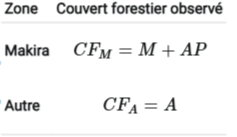 Zone Couvert forestier observé
Makira CF_M = M + AP
Autre CF_A = A